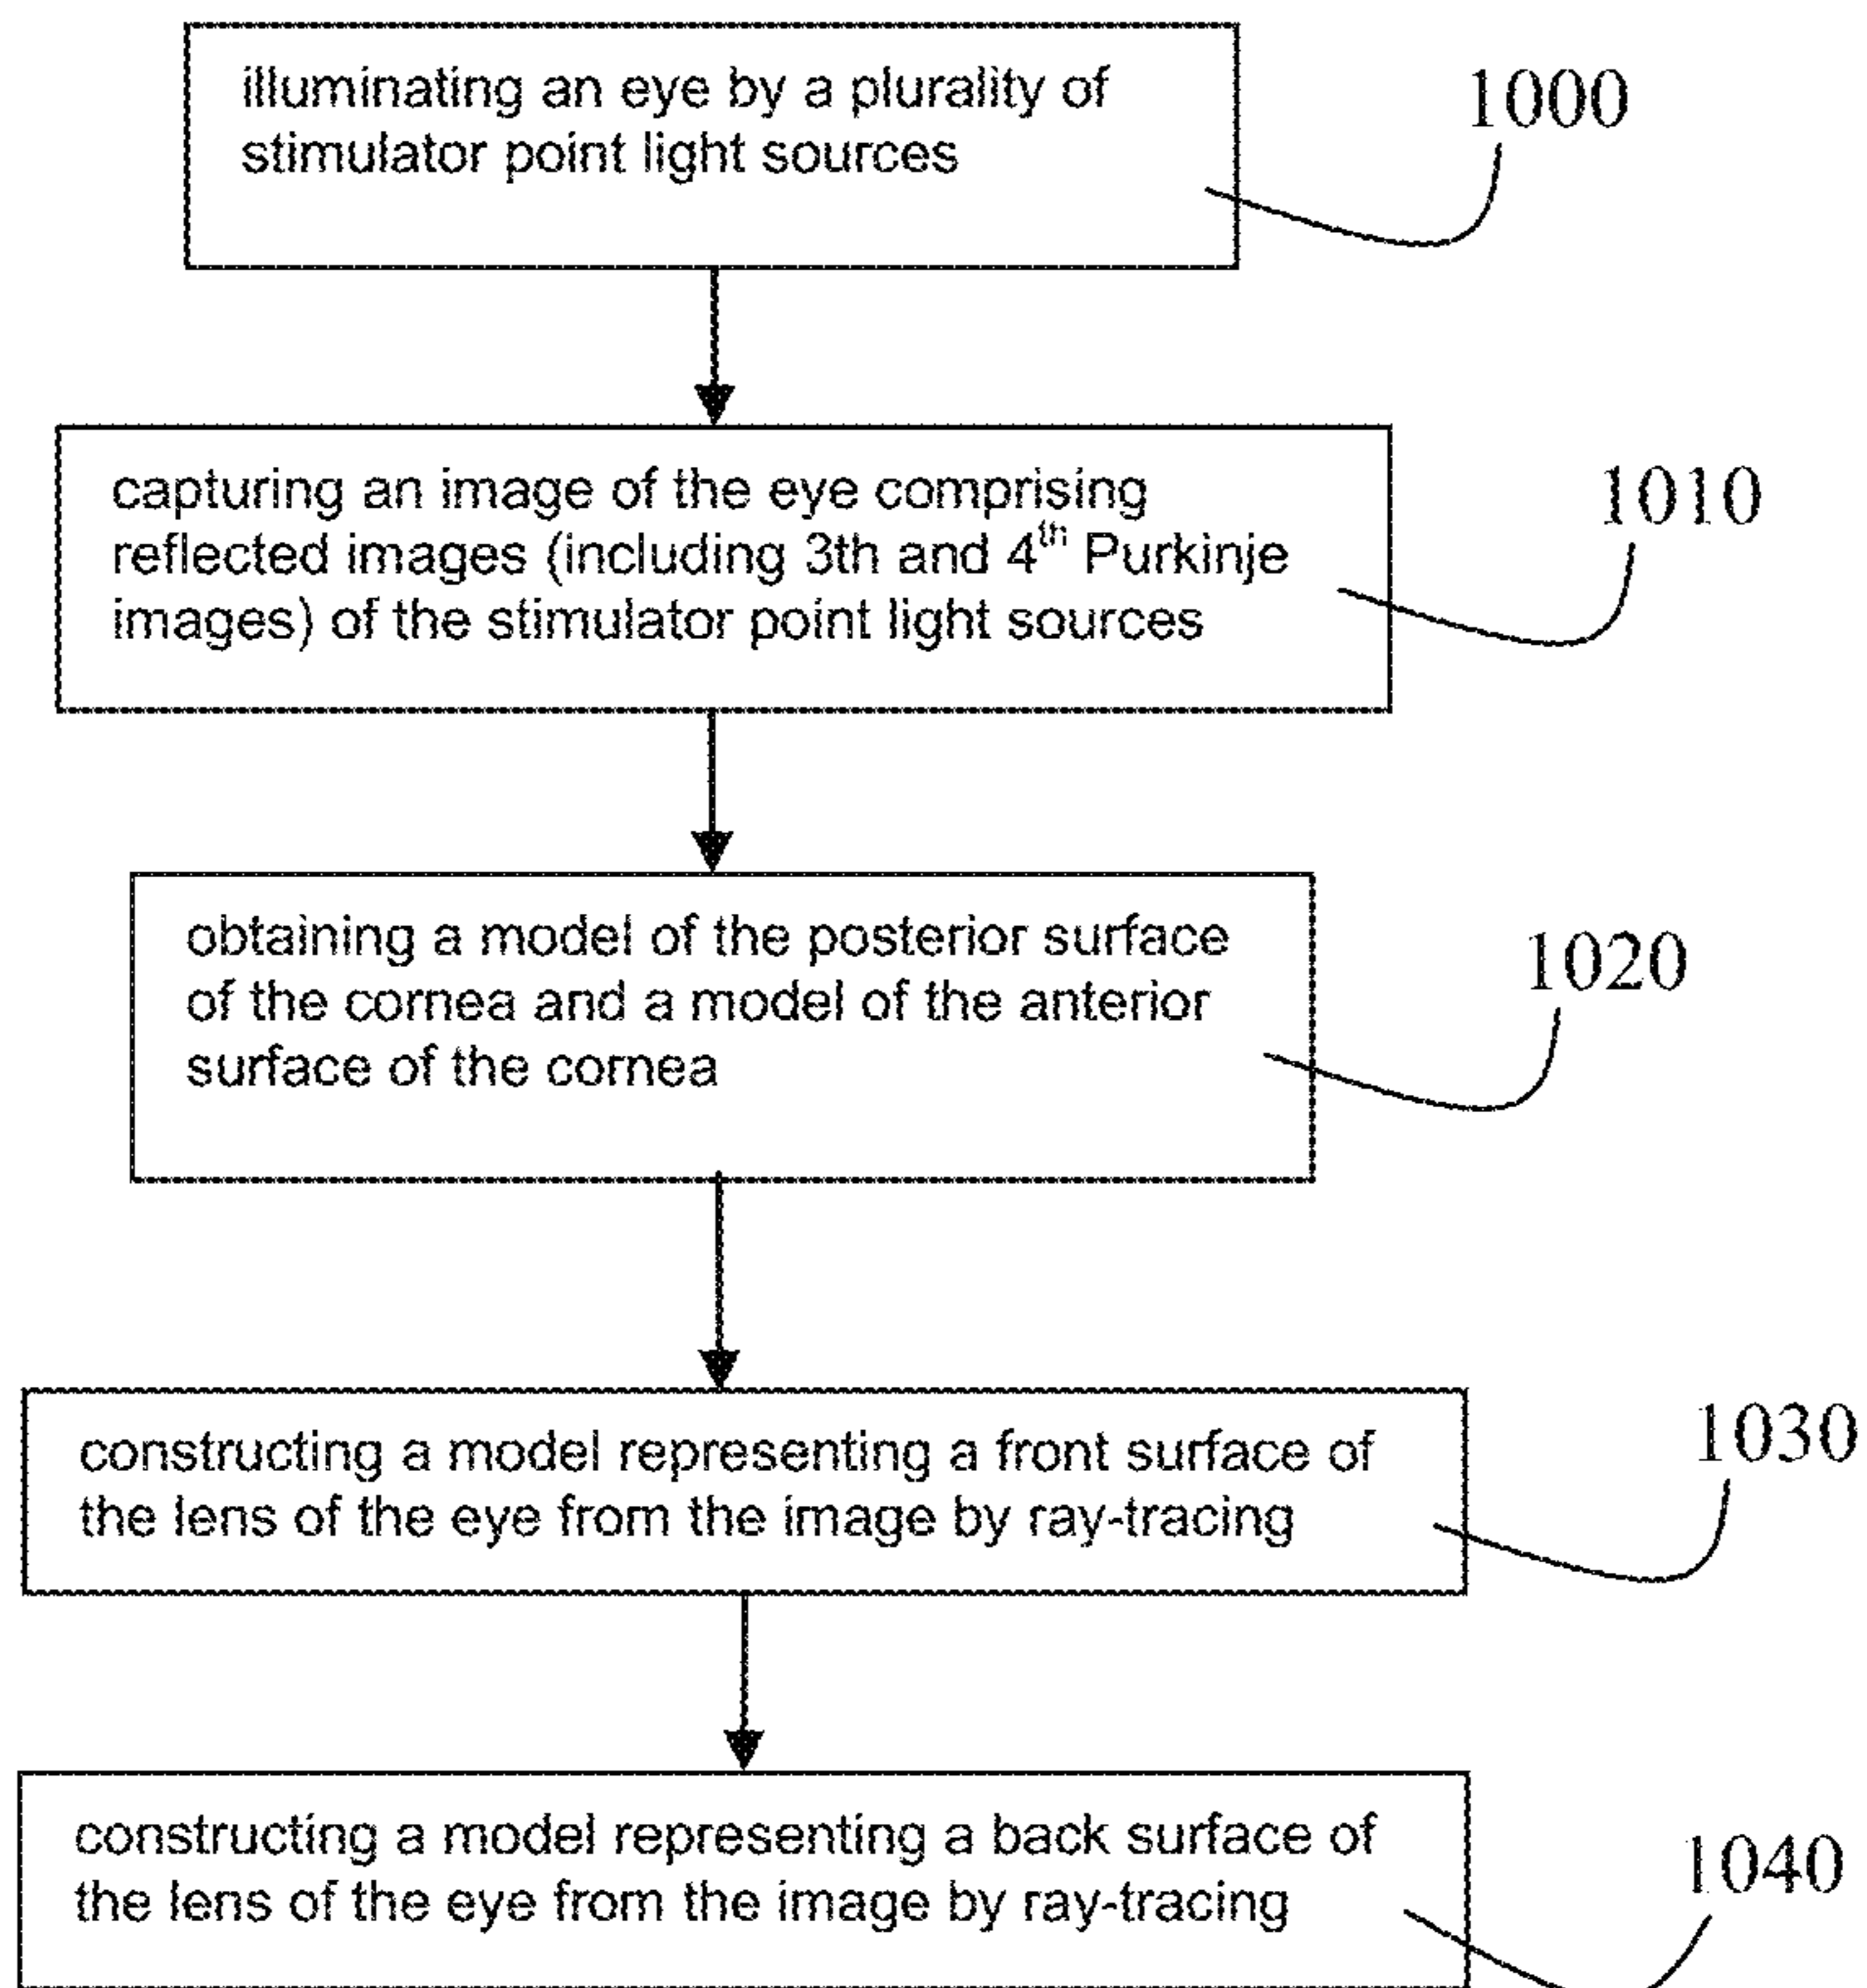 illuminating an eye by a plurality of
stimulator point light sources
1000
capturing an image of the eye comprising
reflected images (including 3th and 4th Purkinje
images) of the stimulator point light sources
1010
obtaining a model of the posterior surface
of the cornea and a model of the anterior
surface of the cornea
1020
constructing a model representing a front surface of
the lens of the eye from the image by ray-tracing
1030
constructing a model representing a back surface of
the lens of the eye from the image by ray-tracing
1040